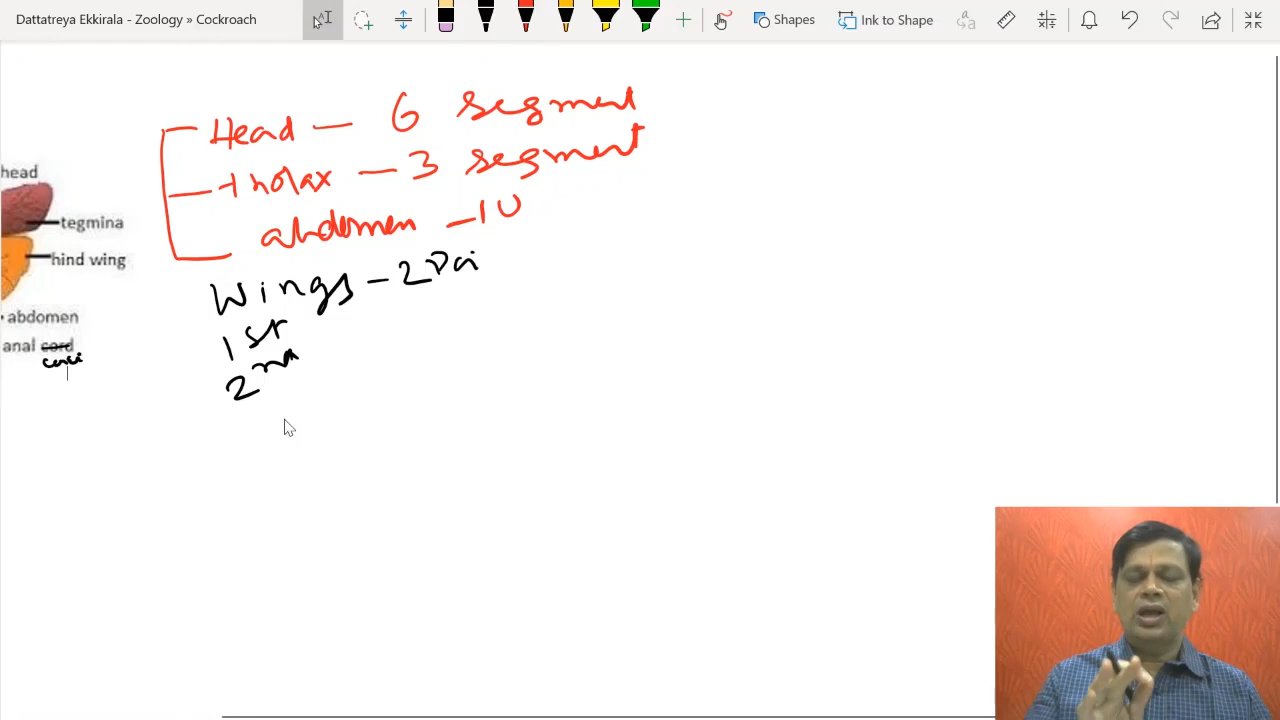 Dattatreya Ekkirala - Zoology » Cockroach
Shapes
Ink to Shape
Head — 6 segment
Thorax — 3 segment
abdomen — 10
head
tegmina
hind wing
abdomen
anal cord
cerci
Wings — 2 Pai
1st
2nd